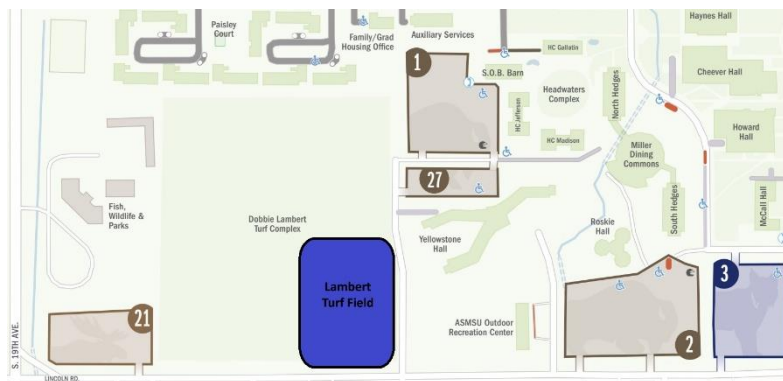 Paisley
Court
Family/Grad
Housing Office
Auxiliary Services
1
HC Gallatin
S.O.B. Barn
HC Jefferson
Headwaters
Complex
HC Madison
North Hedges
Haynes Hall
Cheever Hall
Howard
Hall
Miller
Dining
Commons
McCall Hall
27
Fish,
Wildlife &
Parks
Dobbie Lambert
Turf Complex
Yellowstone
Hall
Roskie
Hall
South Hedges
Lambert
Turf Field
3
21
ASMSU Outdoor
Recreation Center
2
S. 19TH AVE.
LINCOLN RD.